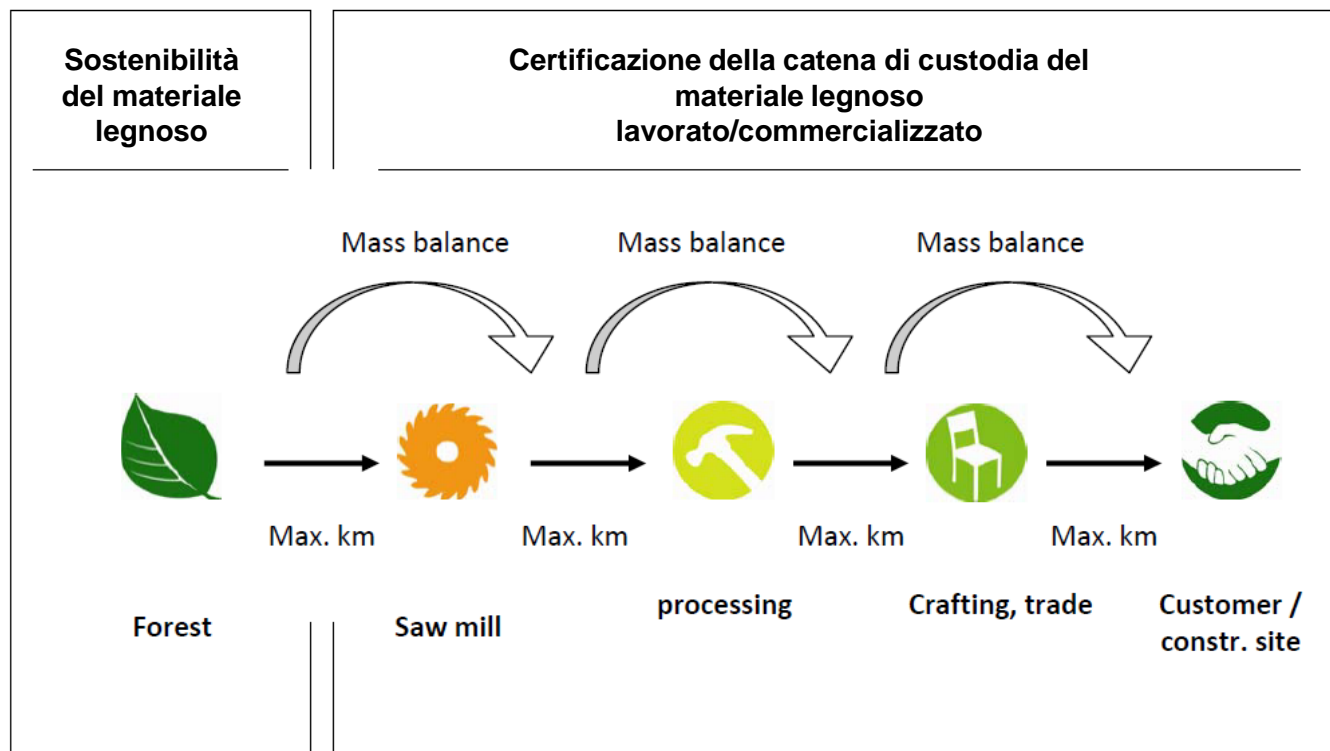 Sostenibilità
del materiale
legnoso
Certificazione della catena di custodia del
materiale legnoso
lavorato/commercializzato
Mass balance
Mass balance
Mass balance
Max. km
Max. km
Max. km
Max. km
Forest
Saw mill
processing
Crafting, trade
Customer /
constr. site